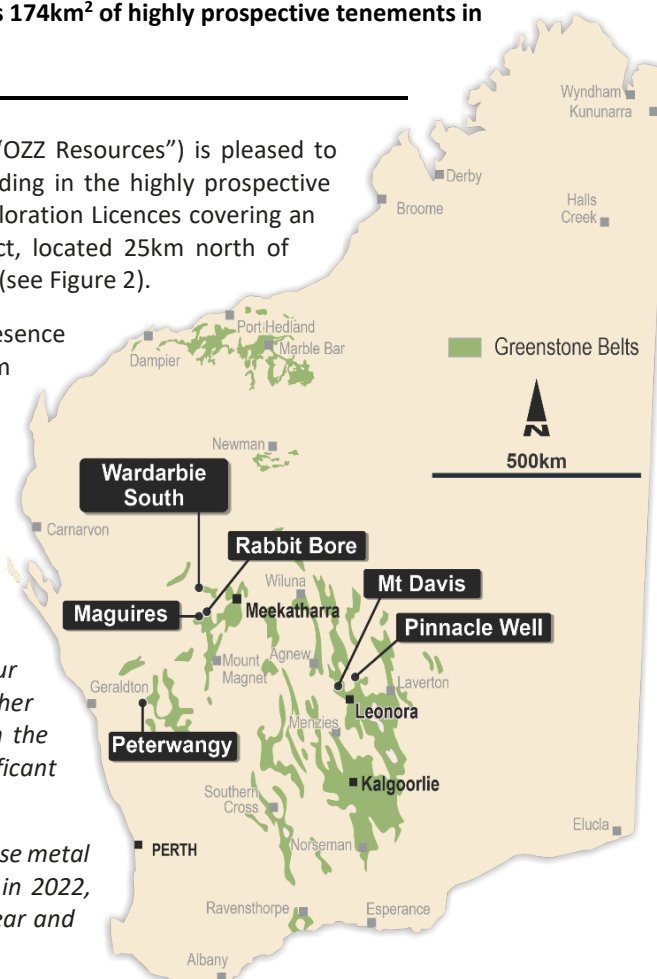 174km² of highly prospective tenements in
OZZ Resources”) is pleased to
ding in the highly prospective
loration Licences covering an
ct, located 25km north of
(see Figure 2).
esence
m
ur
her
n the
ficant
se metal
in 2022,
ear and
Wyndham
Kununarra
Derby
Broome
Halls
Creek
Port Hedland
Marble Bar
Dampier
Greenstone Belts
N
500km
Newman
Wardarbie
South
Carnarvon
Rabbit Bore
Wiluna
Mt Davis
Maguires
Meekatharra
Pinnacle Well
Mount
Magnet
Agnew
Laverton
Geraldton
Leonora
Menzies
Peterwangy
Kalgoorlie
Southern
Cross
Elucla
PERTH
Norseman
Ravensthorpe
Esperance
Albany